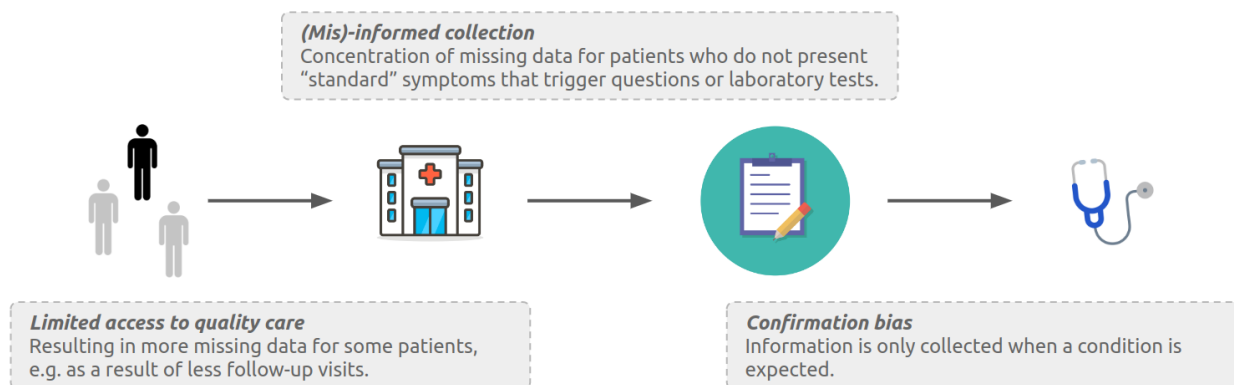 (Mis)-informed collection
Concentration of missing data for patients who do not present
“standard” symptoms that trigger questions or laboratory tests.
Limited access to quality care
Resulting in more missing data for some patients,
e.g. as a result of less follow-up visits.
Confirmation bias
Information is only collected when a condition is
expected.